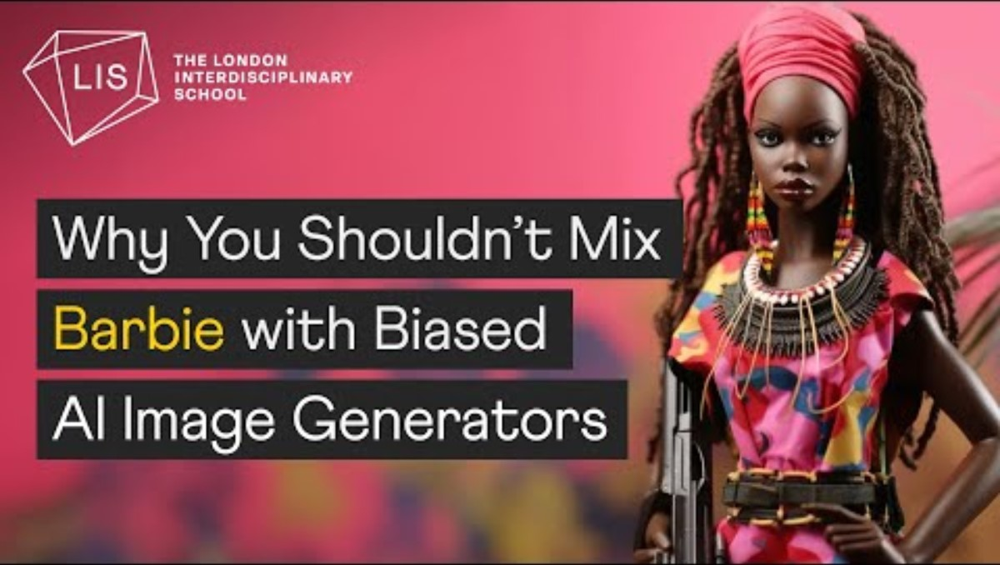 LIS
THE LONDON
INTERDISCIPLINARY
SCHOOL
Why You Shouldn't Mix
Barbie with Biased
AI Image Generators